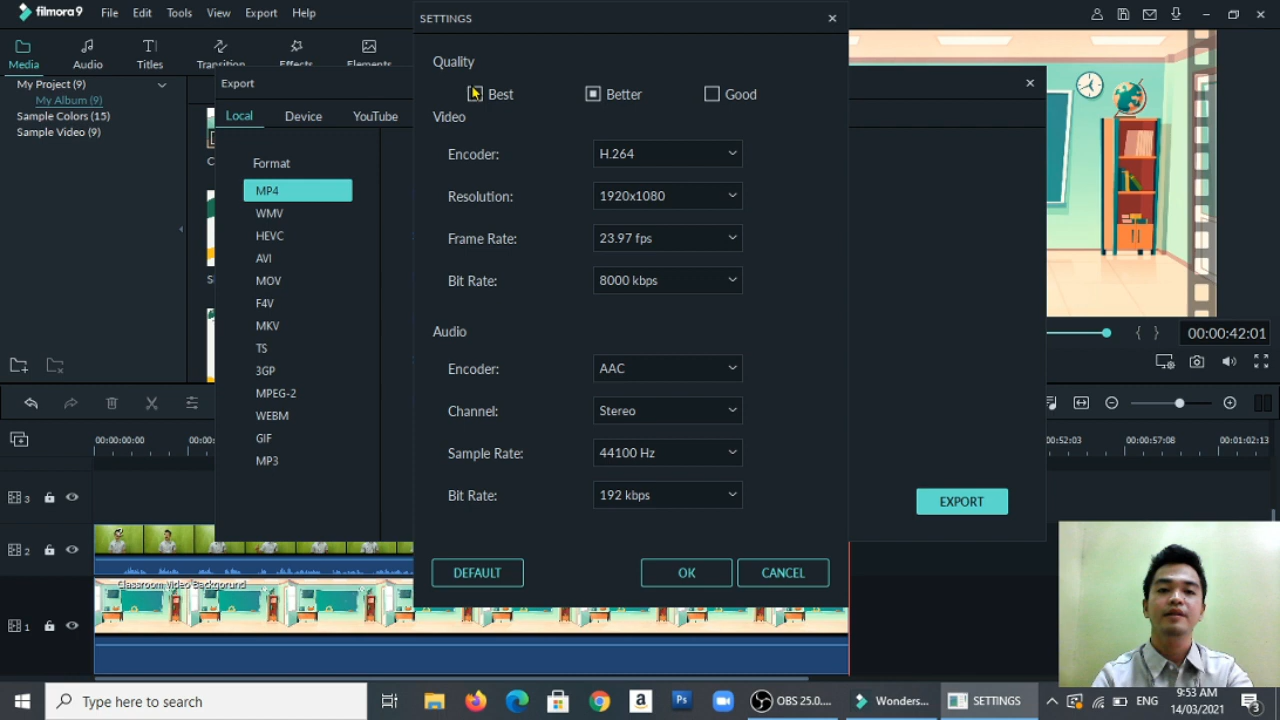 filmora9 File Edit Tools View Export Help
SETTINGS
Media Audio Titles Transition Effects Elements
My Project (9)
My Album (9)
Sample Colors (15)
Sample Video (9)
Export
Local Device YouTube
Format
MP4
WMV
HEVC
AVI
MOV
F4V
MKV
TS
3GP
MPEG-2
WEBM
GIF
MP3
Quality
Best Better Good
Video
Encoder: H.264
Resolution: 1920x1080
Frame Rate: 23.97 fps
Bit Rate: 8000 kbps
Audio
Encoder: AAC
Channel: Stereo
Sample Rate: 44100 Hz
Bit Rate: 192 kbps
DEFAULT OK CANCEL
EXPORT
00:00:42:01
00:00:00:00 00:00: :00:52:03 00:00:57:08 00:01:02:13
3
2
1
Classroom Video Background
Type here to search
a Ps OBS 25.0.... Wonders... SETTINGS ENG
9:53 AM
14/03/2021
3